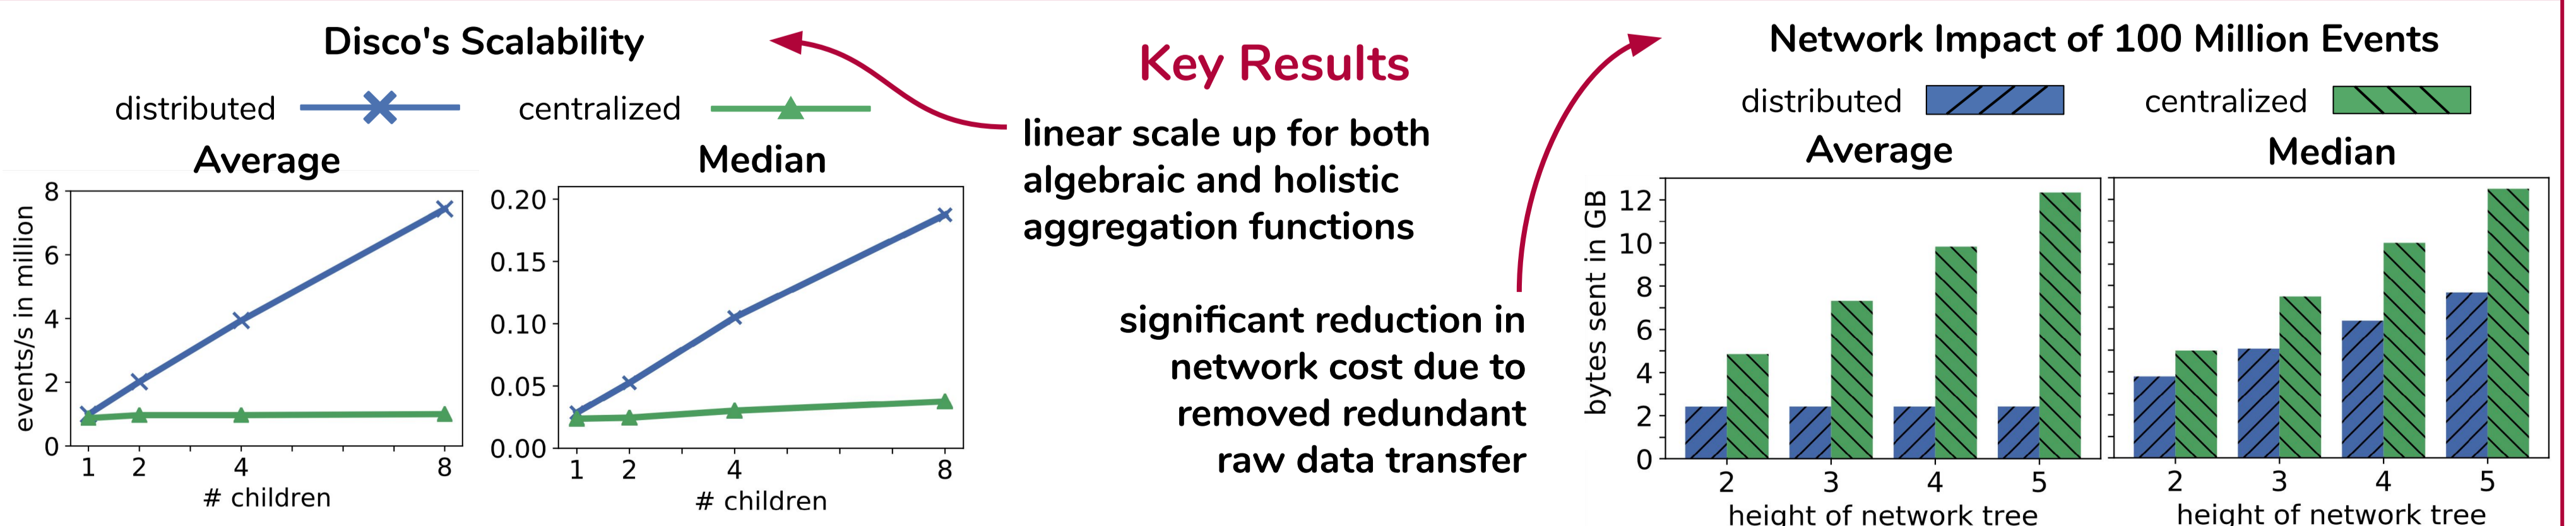 Disco's Scalability
distributed
centralized
Average
Median
events/s in million
8
6
4
2
0
1 2 4 8
# children
0.20
0.15
0.10
0.05
0.00
1 2 4 8
# children
Key Results
linear scale up for both
algebraic and holistic
aggregation functions
significant reduction in
network cost due to
removed redundant
raw data transfer
Network Impact of 100 Million Events
distributed
centralized
Average
Median
bytes sent in GB
12
10
8
6
4
2
0
2 3 4 5
height of network tree
2 3 4 5
height of network tree